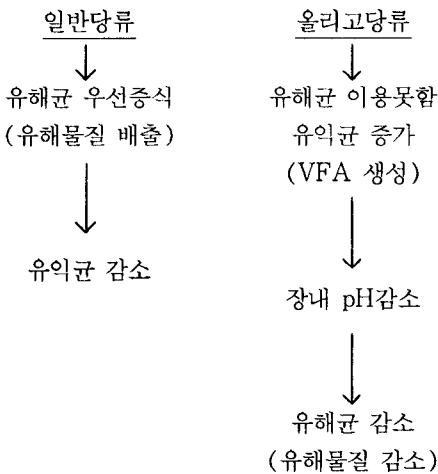 일반당류
유해균 우선증식
(유해물질 배출)
유익균 감소
올리고당류
유해균 이용못함
유익균 증가
(VFA 생성)
장내 pH감소
유해균 감소
(유해물질 감소)